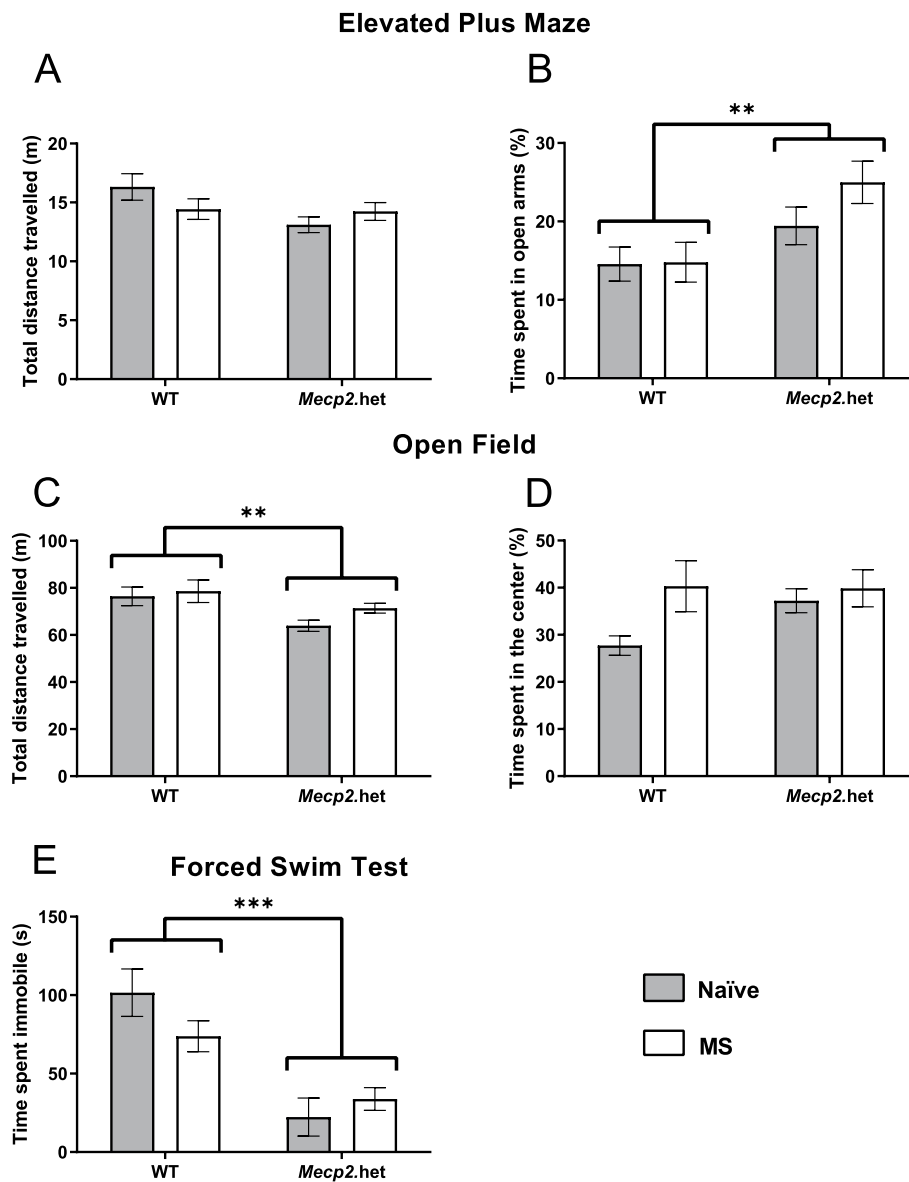 Elevated Plus Maze
A
B
Total distance travelled (m)
20
15
10
5
0
WT
Mecp2.het
**
Time spent in open arms (%)
30
20
10
0
WT
Mecp2.het
Open Field
C
D
**
Total distance travelled (m)
100
80
60
40
20
0
WT
Mecp2.het
Time spent in the center (%)
50
40
30
20
10
0
WT
Mecp2.het
E
Forced Swim Test
***
Time spent immobile (s)
150
100
50
0
WT
Mecp2.het
Naïve
MS